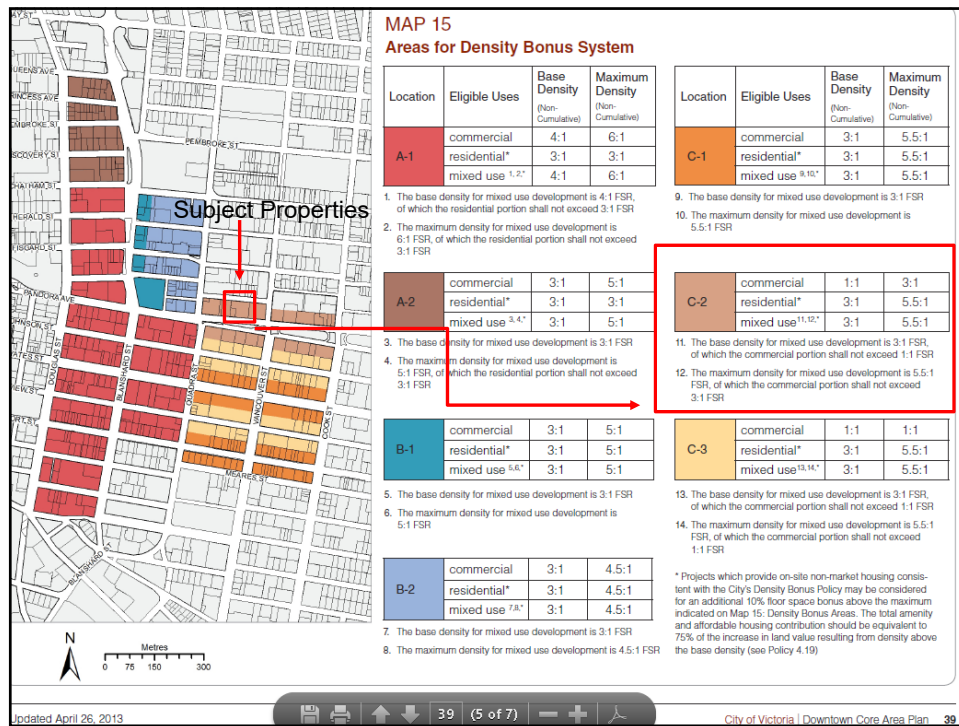 MAP 15
Areas for Density Bonus System
Location Eligible Uses Base Density (Non-Cumulative) Maximum Density (Non-Cumulative)
A-1
commercial 4:1 6:1
residential* 3:1 3:1
mixed use 1, 2,* 4:1 6:1
1. The base density for mixed use development is 4:1 FSR,
of which the residential portion shall not exceed 3:1 FSR
2. The maximum density for mixed use development is
6:1 FSR, of which the residential portion shall not exceed
3:1 FSR
A-2
commercial 3:1 5:1
residential* 3:1 3:1
mixed use 3, 4,* 3:1 5:1
3. The base density for mixed use development is 3:1 FSR
4. The maximum density for mixed use development is
5:1 FSR, of which the residential portion shall not exceed
3:1 FSR
B-1
commercial 3:1 5:1
residential* 3:1 5:1
mixed use 5,6,* 3:1 5:1
5. The base density for mixed use development is 3:1 FSR
6. The maximum density for mixed use development is
5:1 FSR
B-2
commercial 3:1 4.5:1
residential* 3:1 4.5:1
mixed use 7,8,* 3:1 4.5:1
7. The base density for mixed use development is 3:1 FSR
8. The maximum density for mixed use development is 4.5:1 FSR
Location Eligible Uses Base Density (Non-Cumulative) Maximum Density (Non-Cumulative)
C-1
commercial 3:1 5.5:1
residential* 3:1 5.5:1
mixed use 9,10,* 3:1 5.5:1
9. The base density for mixed use development is 3:1 FSR
10. The maximum density for mixed use development is
5.5:1 FSR
C-2
commercial 1:1 3:1
residential* 3:1 5.5:1
mixed use11,12,* 3:1 5.5:1
11. The base density for mixed use development is 3:1 FSR,
of which the commercial portion shall not exceed 1:1 FSR
12. The maximum density for mixed use development is 5.5:1
FSR, of which the commercial portion shall not exceed
3:1 FSR
C-3
commercial 1:1 1:1
residential* 3:1 5.5:1
mixed use13,14,* 3:1 5.5:1
13. The base density for mixed use development is 3:1 FSR,
of which the commercial portion shall not exceed 1:1 FSR
14. The maximum density for mixed use development is 5.5:1
FSR, of which the commercial portion shall not exceed
1:1 FSR
* Projects which provide on-site non-market housing consis-
tent with the City's Density Bonus Policy may be considered
for an additional 10% floor space bonus above the maximum
indicated on Map 15: Density Bonus Areas. The total amenity
and affordable housing contribution should be equivalent to
75% of the increase in land value resulting from density above
the base density (see Policy 4.19)
PEMBROKE ST
Subject Properties
PANDORA AVE
DOUGLAS ST
BLANSHARD ST
QUADRA ST
VANCOUVER ST
COOK ST
MEARES ST
BLANSHARD ST
N
Metres
0 75 150 300
39 (5 of 7)
Updated April 26, 2013
City of Victoria | Downtown Core Area Plan 39